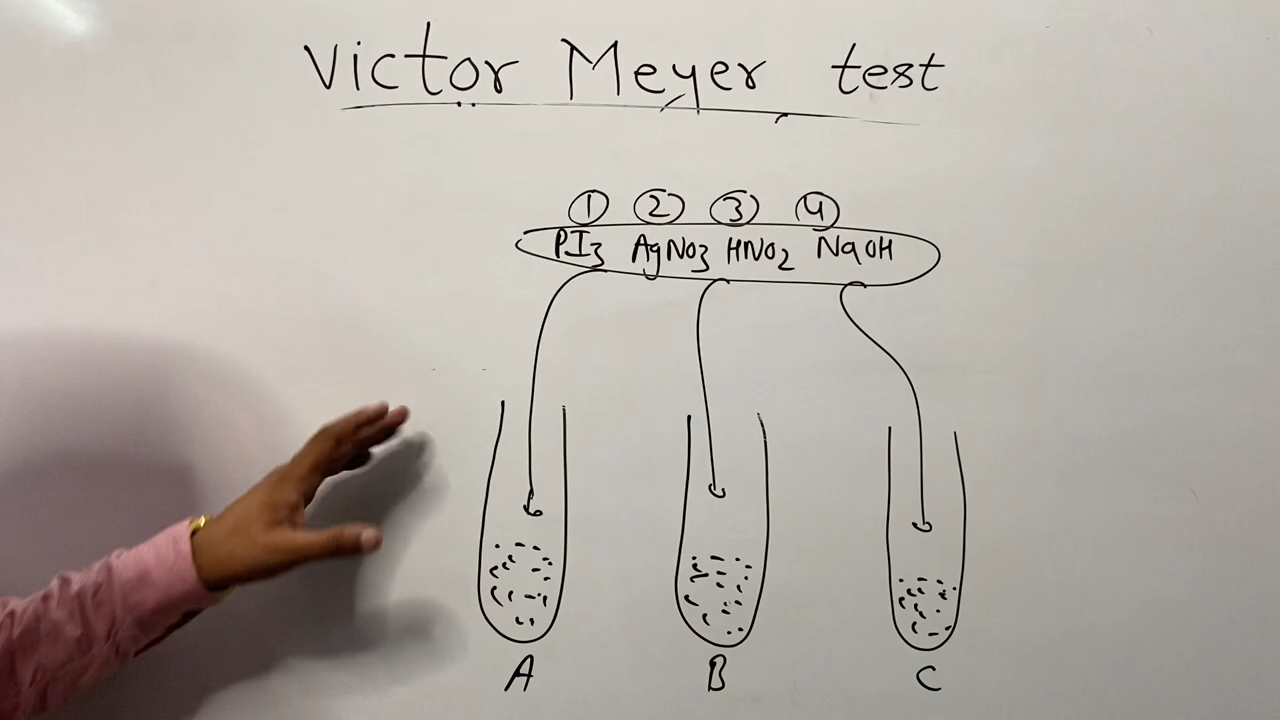 Victor Meyer test
① ② ③ ④
PI3 AgNO3 HNO2 NaOH
A B C